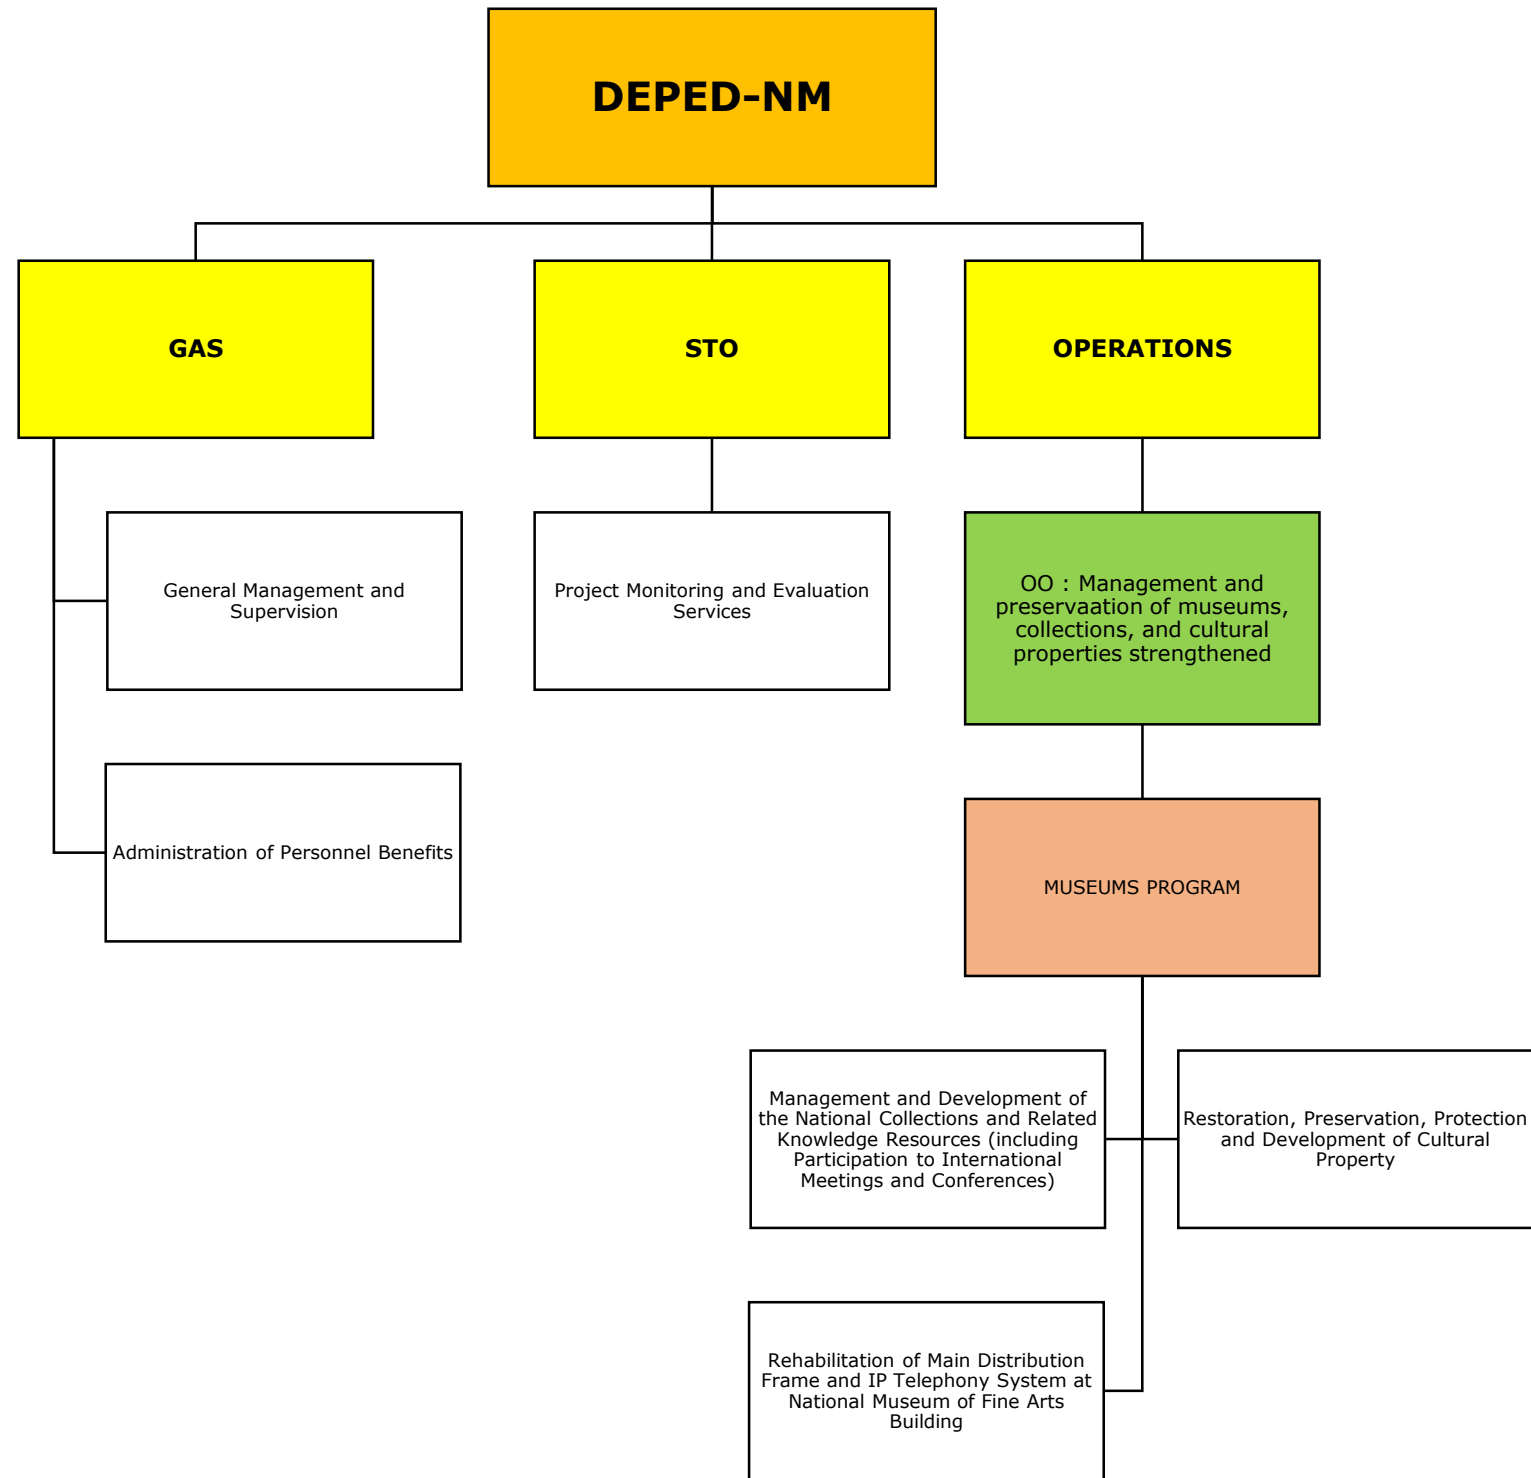 DEPED-NM
GAS
STO
OPERATIONS
General Management and
Supervision
Project Monitoring and Evaluation
Services
OO : Management and
preservaation of museums,
collections, and cultural
properties strengthened
Administration of Personnel Benefits
MUSEUMS PROGRAM
Management and Development of
the National Collections and Related
Knowledge Resources (including
Participation to International
Meetings and Conferences)
Restoration, Preservation, Protection
and Development of Cultural
Property
Rehabilitation of Main Distribution
Frame and IP Telephony System at
National Museum of Fine Arts
Building